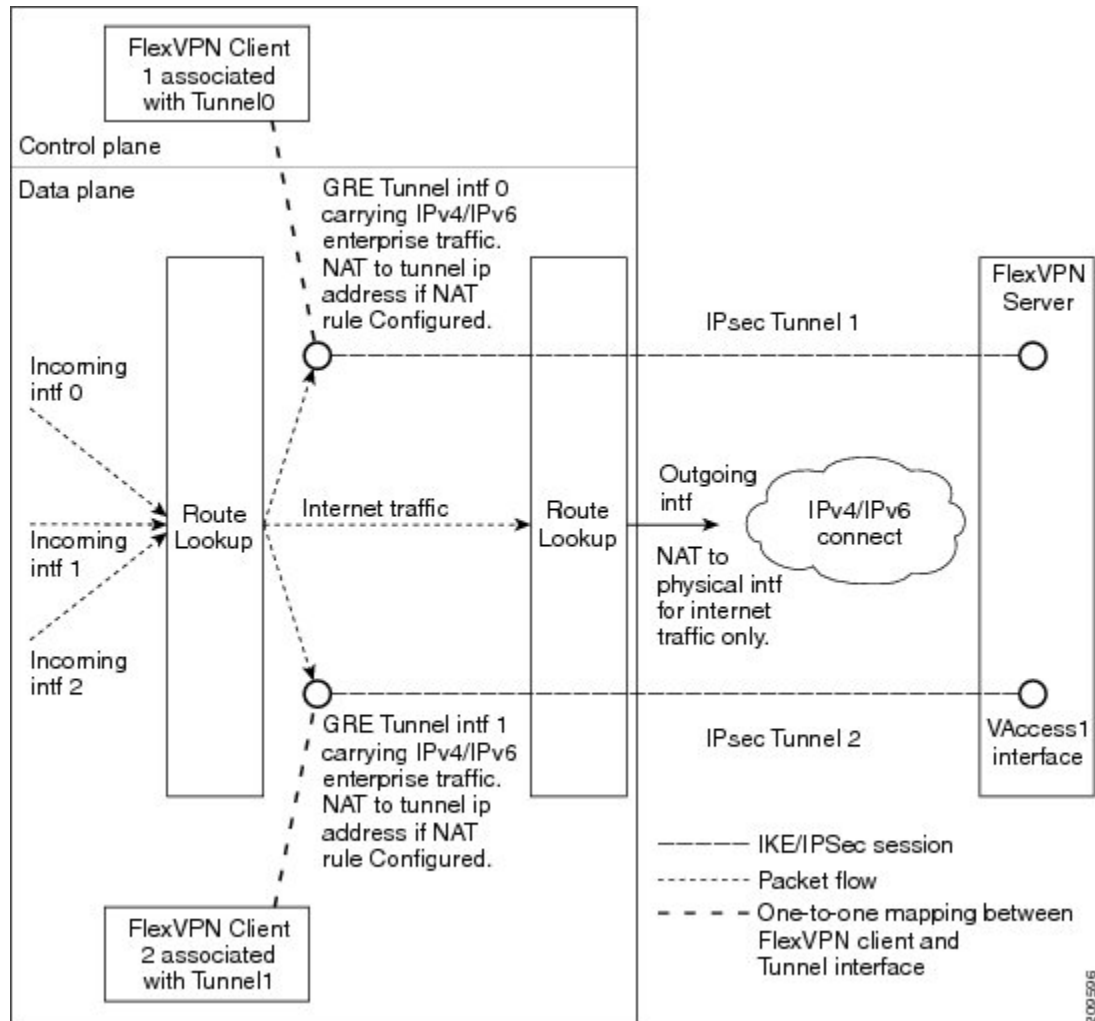 FlexVPN Client
1 associated
with Tunnel0
Control plane
Data plane
GRE Tunnel intf 0
carrying IPv4/IPv6
enterprise traffic.
NAT to tunnel ip
address if NAT
rule Configured.
FlexVPN
Server
IPsec Tunnel 1
Incoming
intf 0
Incoming
intf 1
Incoming
intf 2
Route
Lookup
Internet traffic
Route
Lookup
Outgoing
intf
NAT to
physical intf
for internet
traffic only.
IPv4/IPv6
connect
GRE Tunnel intf 1
carrying IPv4/IPv6
enterprise traffic.
NAT to tunnel ip
address if NAT
rule Configured.
IPsec Tunnel 2
VAccess1
interface
FlexVPN Client
2 associated
with Tunnel1
IKE/IPSec session
Packet flow
One-to-one mapping between
FlexVPN client and
Tunnel interface